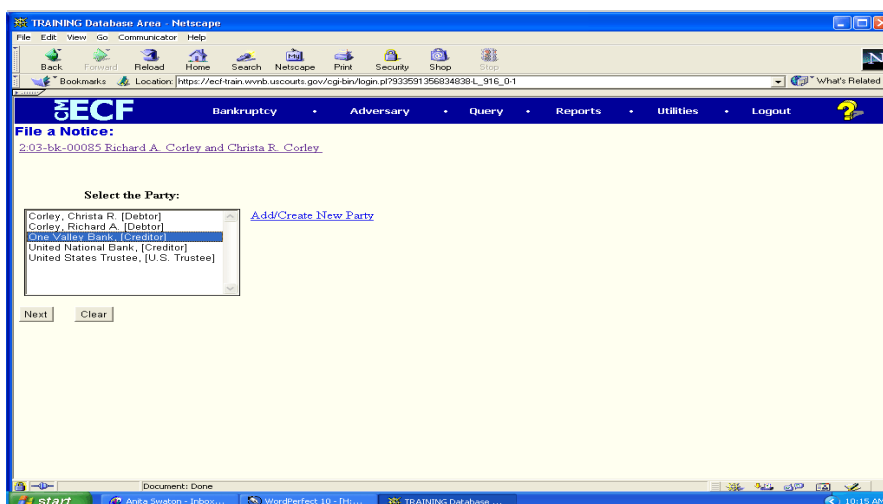 TRAINING Database Area - Netscape
File Edit View Go Communicator Help
Back Forward Reload Home Search Netscape Print Security Shop Stop
My
N
Bookmarks Location: https://ecf-train.wvnb.uscourts.gov/cgi-bin/login.pl?933591356834838-L_916_0-1 What's Related
CM ECF Bankruptcy • Adversary • Query • Reports • Utilities • Logout ?
File a Notice:
2:03-bk-00085 Richard A. Corley and Christa R. Corley
Select the Party:
Corley, Christa R. [Debtor]
Add/Create New Party
Corley, Richard A. [Debtor]
One Valley Bank, [Creditor]
United National Bank, [Creditor]
United States Trustee, [U.S. Trustee]
Next Clear
Document: Done
start Anita Swaton - Inbox... WordPerfect 10 - [H:... TRAINING Database ... 10:15 AM